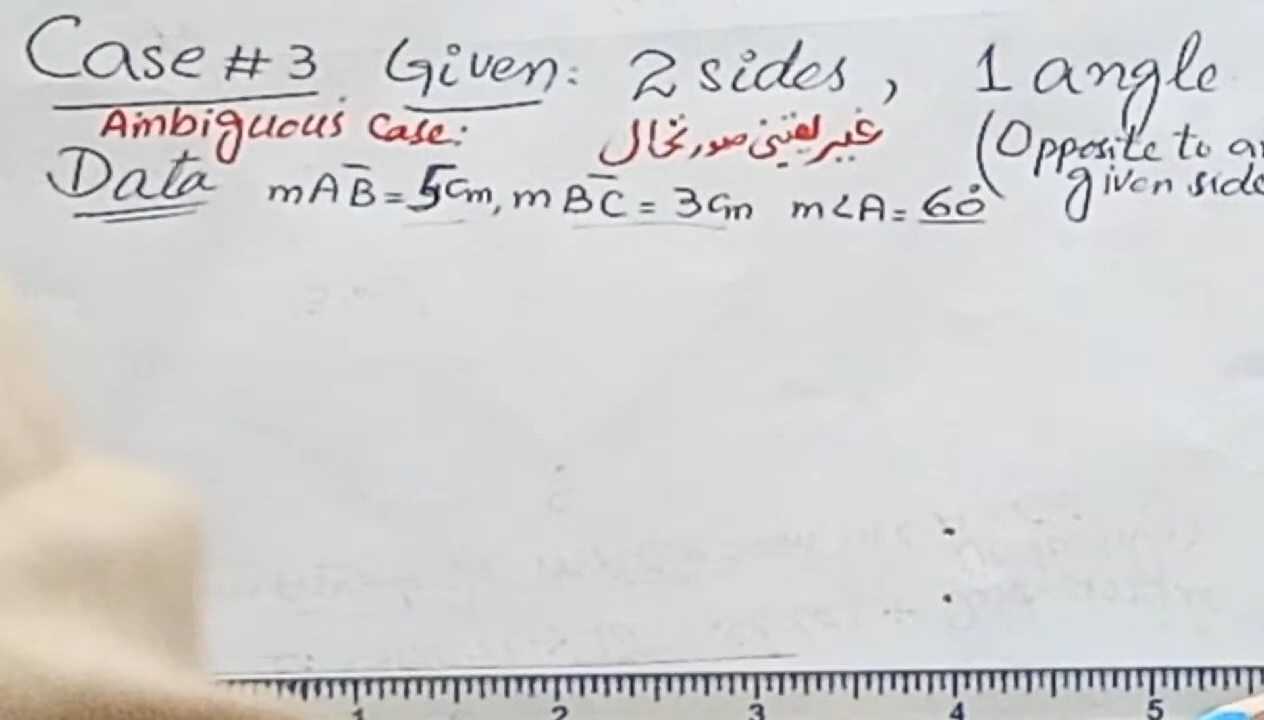 Case # 3 Given: 2 sides, 1 angle
Ambiguous Case: غیر یقینی صورتحال (Opposite to
Data mAB̅ = 5cm, mBC̅ = 3cm m∠A = 60° given side
1 2 3 4 5